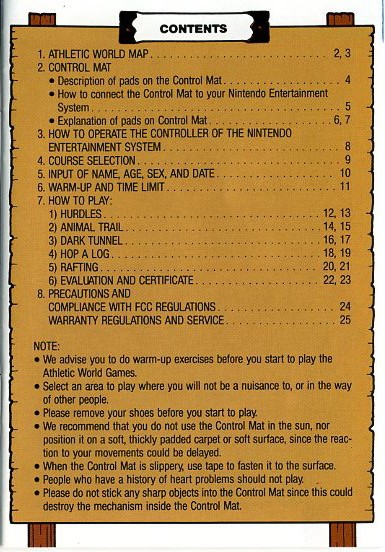 CONTENTS
1. ATHLETIC WORLD MAP . . . . . . . . . . . . . . . . . . . . . . . . . . 2, 3
2. CONTROL MAT
• Description of pads on the Control Mat . . . . . . . . . . . . . . . . . 4
• How to connect the Control Mat to your Nintendo Entertainment
System . . . . . . . . . . . . . . . . . . . . . . . . . . . . . . . . . . . . 5
• Explanation of pads on Control Mat . . . . . . . . . . . . . . . . . . 6, 7
3. HOW TO OPERATE THE CONTROLLER OF THE NINTENDO
ENTERTAINMENT SYSTEM . . . . . . . . . . . . . . . . . . . . . . . . . 8
4. COURSE SELECTION . . . . . . . . . . . . . . . . . . . . . . . . . . . . 9
5. INPUT OF NAME, AGE, SEX, AND DATE . . . . . . . . . . . . . . . . 10
6. WARM-UP AND TIME LIMIT . . . . . . . . . . . . . . . . . . . . . . . . 11
7. HOW TO PLAY:
1) HURDLES . . . . . . . . . . . . . . . . . . . . . . . . . . . . . . 12, 13
2) ANIMAL TRAIL . . . . . . . . . . . . . . . . . . . . . . . . . . . 14, 15
3) DARK TUNNEL . . . . . . . . . . . . . . . . . . . . . . . . . . . 16, 17
4) HOP A LOG . . . . . . . . . . . . . . . . . . . . . . . . . . . . . 18, 19
5) RAFTING . . . . . . . . . . . . . . . . . . . . . . . . . . . . . . 20, 21
6) EVALUATION AND CERTIFICATE . . . . . . . . . . . . . . . . . 22, 23
8. PRECAUTIONS AND
COMPLIANCE WITH FCC REGULATIONS . . . . . . . . . . . . . . . . 24
WARRANTY REGULATIONS AND SERVICE . . . . . . . . . . . . . . . 25
NOTE:
• We advise you to do warm-up exercises before you start to play the
Athletic World Games.
• Select an area to play where you will not be a nuisance to, or in the way
of other people.
• Please remove your shoes before you start to play.
• We recommend that you do not use the Control Mat in the sun, nor
position it on a soft, thickly padded carpet or soft surface, since the reac-
tion to your movements could be delayed.
• When the Control Mat is slippery, use tape to fasten it to the surface.
• People who have a history of heart problems should not play.
• Please do not stick any sharp objects into the Control Mat since this could
destroy the mechanism inside the Control Mat.